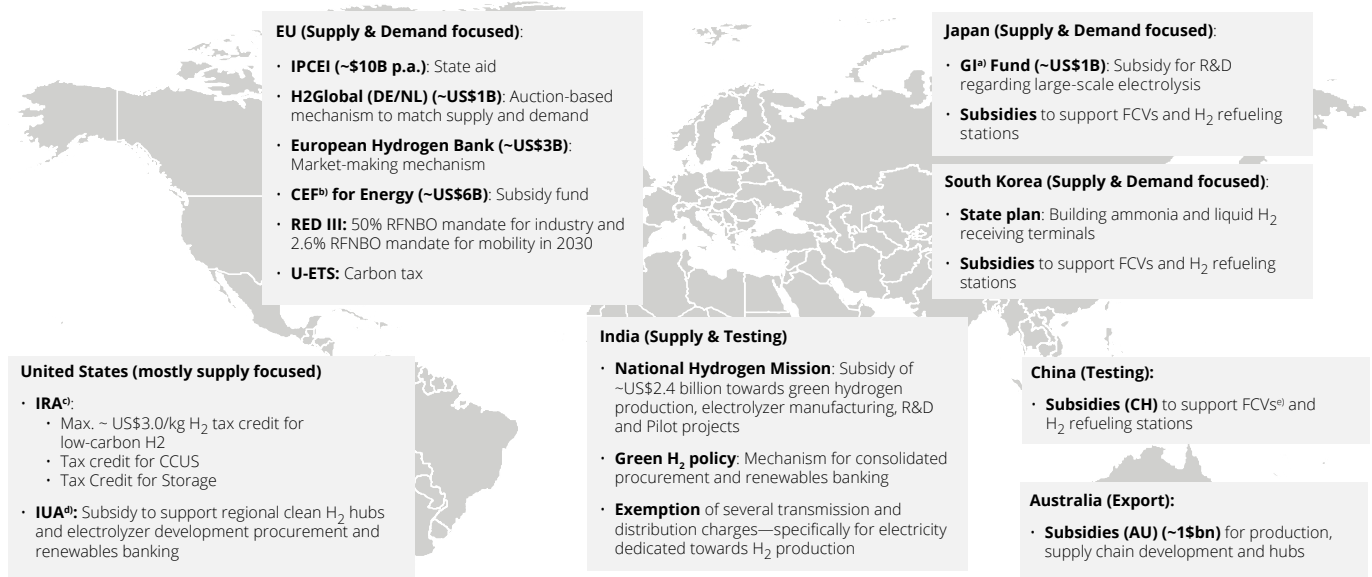 EU (Supply & Demand focused):
· IPCEI (~$10B p.a.): State aid
· H2Global (DE/NL) (~US$1B): Auction-based
mechanism to match supply and demand
· European Hydrogen Bank (~US$3B):
Market-making mechanism
· CEFᵇ⁾ for Energy (~US$6B): Subsidy fund
· RED III: 50% RFNBO mandate for industry and
2.6% RFNBO mandate for mobility in 2030
· U-ETS: Carbon tax
Japan (Supply & Demand focused):
· GIᵃ⁾ Fund (~US$1B): Subsidy for R&D
regarding large-scale electrolysis
· Subsidies to support FCVs and H₂ refueling
stations
South Korea (Supply & Demand focused):
· State plan: Building ammonia and liquid H₂
receiving terminals
· Subsidies to support FCVs and H₂ refueling
stations
United States (mostly supply focused)
· IRAᶜ⁾:
· Max. ~ US$3.0/kg H₂ tax credit for
low-carbon H2
· Tax credit for CCUS
· Tax Credit for Storage
· IUAᵈ⁾: Subsidy to support regional clean H₂ hubs
and electrolyzer development procurement and
renewables banking
India (Supply & Testing)
· National Hydrogen Mission: Subsidy of
~US$2.4 billion towards green hydrogen
production, electrolyzer manufacturing, R&D
and Pilot projects
· Green H₂ policy: Mechanism for consolidated
procurement and renewables banking
· Exemption of several transmission and
distribution charges—specifically for electricity
dedicated towards H₂ production
China (Testing):
· Subsidies (CH) to support FCVsᵉ⁾ and
H₂ refueling stations
Australia (Export):
· Subsidies (AU) (~1$bn) for production,
supply chain development and hubs